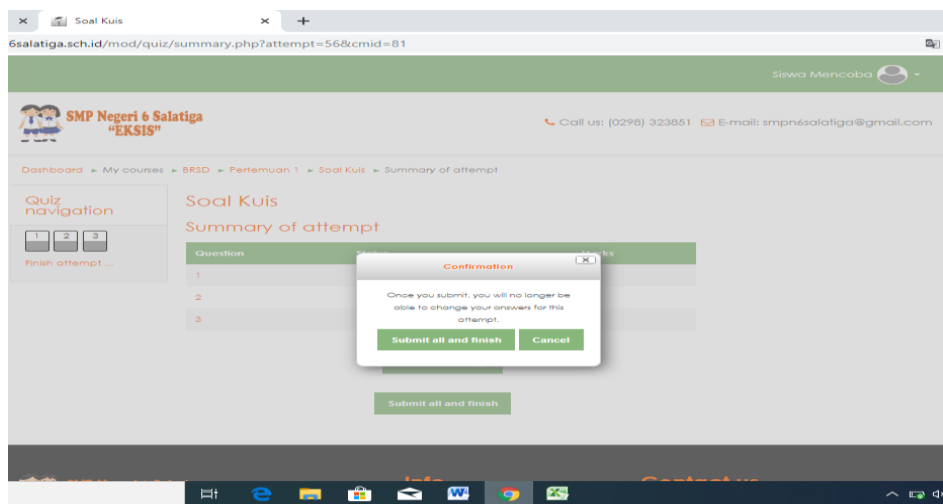 Soal Kuis
6salatiga.sch.id/mod/quiz/summary.php?attempt=56&cmid=81
Siswa Mencoba
SMP Negeri 6 Salatiga
"EKSIS"
Call us: (0298) 323851 E-mail: smpn6salatiga@gmail.com
Dashboard ► My courses ► BRSD ► Pertemuan 1 ► Soal Kuis ► Summary of attempt
Quiz navigation
1 2 3
Finish attempt ...
Soal Kuis
Summary of attempt
Question
1
2
3
Confirmation
Once you submit, you will no longer be
able to change your answers for this
attempt.
Submit all and finish Cancel
Submit all and finish